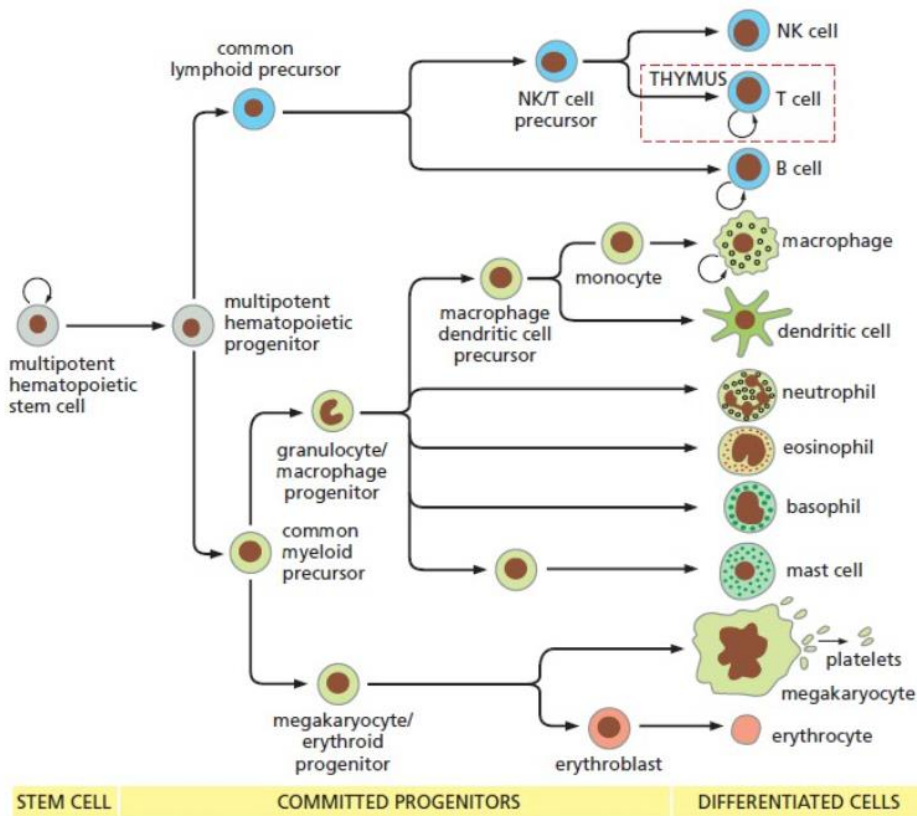 common
lymphoid precursor
NK/T cell
precursor
NK cell
THYMUS
T cell
B cell
multipotent
hematopoietic
stem cell
multipotent
hematopoietic
progenitor
macrophage
dendritic cell
precursor
monocyte
macrophage
dendritic cell
granulocyte/
macrophage
progenitor
neutrophil
eosinophil
basophil
mast cell
common
myeloid
precursor
megakaryocyte/
erythroid
progenitor
platelets
megakaryocyte
erythroblast
erythrocyte
STEM CELL
COMMITTED PROGENITORS
DIFFERENTIATED CELLS